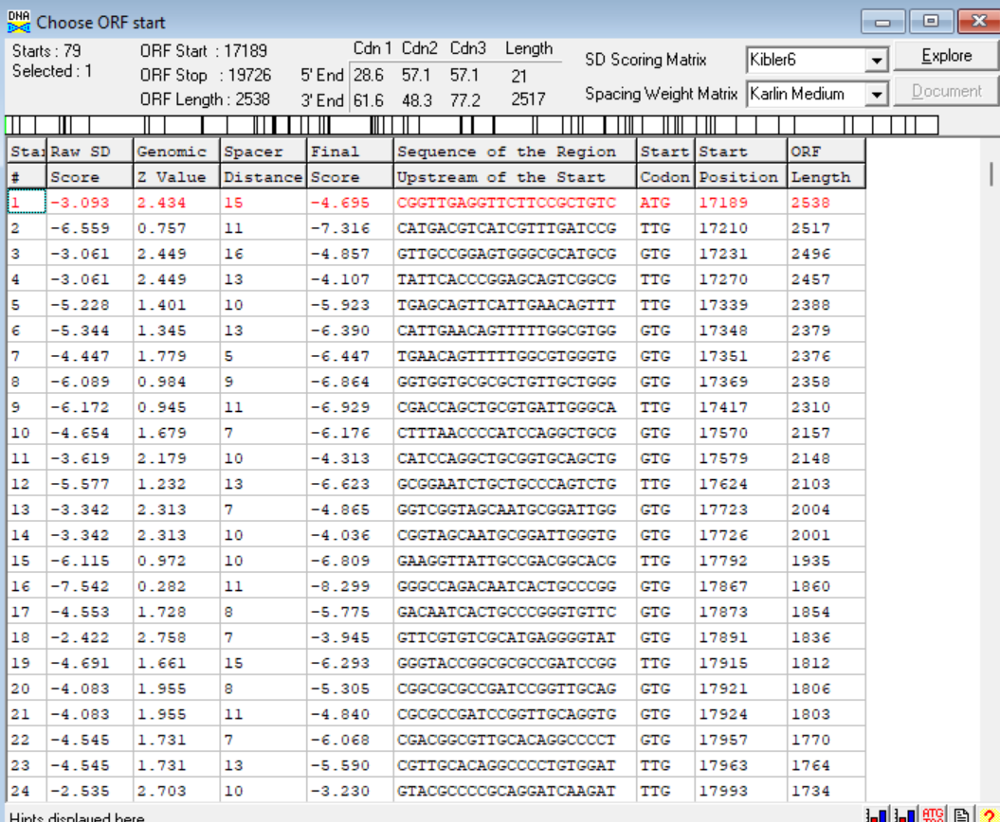 DNA Choose ORF start
Starts : 79 ORF Start : 17189 Cdn 1 Cdn2 Cdn3 Length SD Scoring Matrix Kibler6 Explore
Selected : 1 ORF Stop : 19726 5' End 28.6 57.1 57.1 21
ORF Length : 2538 3' End 61.6 48.3 77.2 2517 Spacing Weight Matrix Karlin Medium Document
Star Raw SD Genomic Spacer Final Sequence of the Region Start Start ORF
# Score Z Value Distance Score Upstream of the Start Codon Position Length
1 -3.093 2.434 15 -4.695 CGGTTGAGGTTCTTCCGCTGTC ATG 17189 2538
2 -6.559 0.757 11 -7.316 CATGACGTCATCGTTTGATCCG TTG 17210 2517
3 -3.061 2.449 16 -4.857 GTTGCCGGAGTGGGCGCATGCG GTG 17231 2496
4 -3.061 2.449 13 -4.107 TATTCACCCGGAGCAGTCGGCG TTG 17270 2457
5 -5.228 1.401 10 -5.923 TGAGCAGTTCATTGAACAGTTT TTG 17339 2388
6 -5.344 1.345 13 -6.390 CATTGAACAGTTTTTGGCGTGG GTG 17348 2379
7 -4.447 1.779 5 -6.447 TGAACAGTTTTTGGCGTGGGTG GTG 17351 2376
8 -6.089 0.984 9 -6.864 GGTGGTGCGCGCTGTTGCTGGG GTG 17369 2358
9 -6.172 0.945 11 -6.929 CGACCAGCTGCGTGATTGGGCA TTG 17417 2310
10 -4.654 1.679 7 -6.176 CTTTAACCCCATCCAGGCTGCG GTG 17570 2157
11 -3.619 2.179 10 -4.313 CATCCAGGCTGCGGTGCAGCTG GTG 17579 2148
12 -5.577 1.232 13 -6.623 GCGGAATCTGCTGCCCAGTCTG TTG 17624 2103
13 -3.342 2.313 7 -4.865 GGTCGGTAGCAATGCGGATTGG GTG 17723 2004
14 -3.342 2.313 10 -4.036 CGGTAGCAATGCGGATTGGGTG GTG 17726 2001
15 -6.115 0.972 10 -6.809 GAAGGTTATTGCCGACGGCACG TTG 17792 1935
16 -7.542 0.282 11 -8.299 GGGCCAGACAATCACTGCCCGG GTG 17867 1860
17 -4.553 1.728 8 -5.775 GACAATCACTGCCCGGGTGTTC GTG 17873 1854
18 -2.422 2.758 7 -3.945 GTTCGTGTCGCATGAGGGGTAT GTG 17891 1836
19 -4.691 1.661 15 -6.293 GGGTACCGGCGCGCCGATCCGG TTG 17915 1812
20 -4.083 1.955 8 -5.305 CGGCGCGCCGATCCGGTTGCAG GTG 17921 1806
21 -4.083 1.955 11 -4.840 CGCGCCGATCCGGTTGCAGGTG GTG 17924 1803
22 -4.545 1.731 7 -6.068 CGACGGCGTTGCACAGGCCCCT GTG 17957 1770
23 -4.545 1.731 13 -5.590 CGTTGCACAGGCCCCTGTGGAT TTG 17963 1764
24 -2.535 2.703 10 -3.230 GTACGCCCCGCAGGATCAAGAT TTG 17993 1734
Hints displayed here